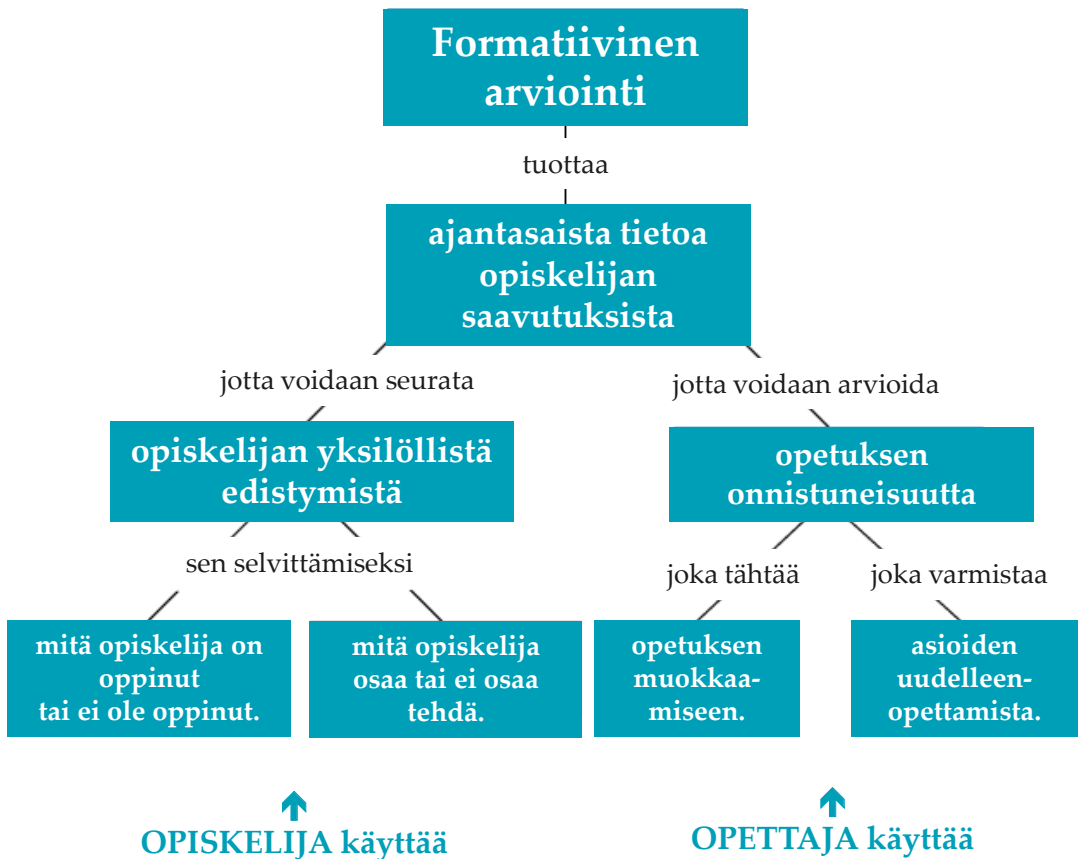 Formatiivinen
arviointi
tuottaa
ajantasaista tietoa
opiskelijan
saavutuksista
jotta voidaan seurata
jotta voidaan arvioida
opiskelijan yksilöllistä
edistymistä
opetuksen
onnistuneisuutta
sen selvittämiseksi
joka tähtää
joka varmistaa
mitä opiskelija on
oppinut
tai ei ole oppinut.
mitä opiskelija
osaa tai ei osaa
tehdä.
opetuksen
muokkaa-
miseen.
asioiden
uudelleen-
opettamista.
OPISKELIJA käyttää
OPETTAJA käyttää